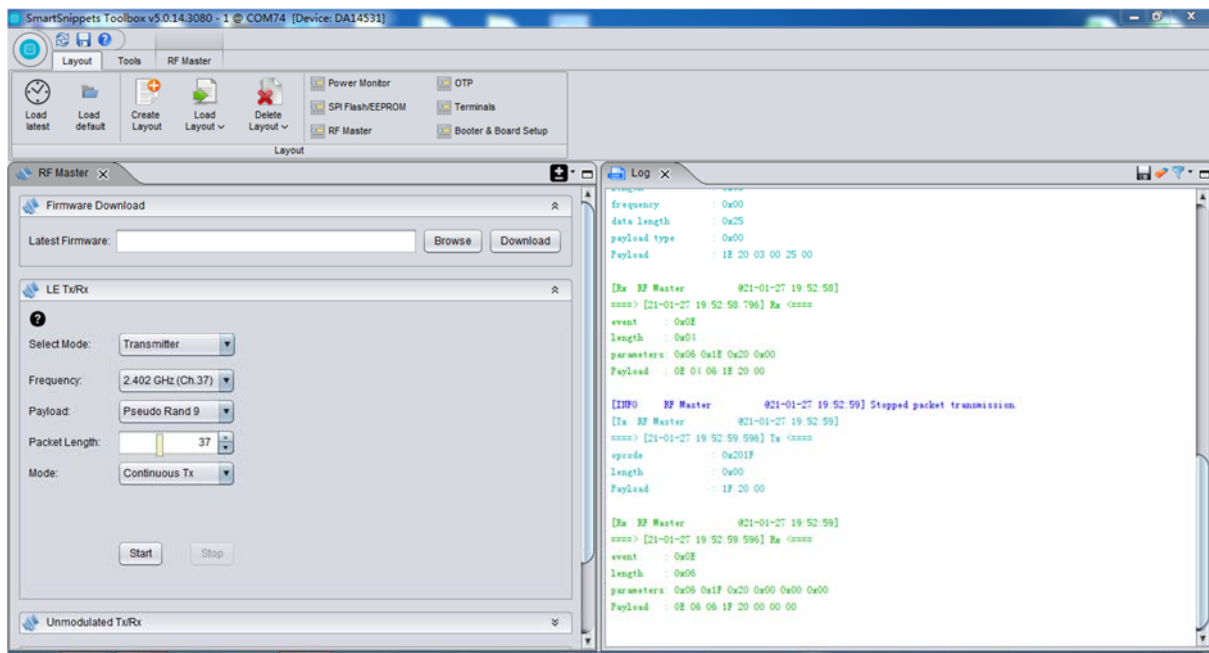 SmartSnippets Toolbox v5.0.14.3080 - 1 @ COM74 [Device: DA14531]
Layout Tools RF Master
Load latest
Load default
Create Layout
Load Layout
Delete Layout
Power Monitor
SPI Flash/EEPROM
RF Master
OTP
Terminals
Booter & Board Setup
Layout
RF Master
Firmware Download
Latest Firmware: Browse Download
LE Tx/Rx
Select Mode: Transmitter
Frequency: 2.402 GHz (Ch.37)
Payload: Pseudo Rand 9
Packet Length: 37
Mode: Continuous Tx
Start Stop
Unmodulated Tx/Rx
Log
frequency : 0x00
data length : 0x25
payload type : 0x00
Payload : 1E 20 03 00 25 00
[Rx RF Master @21-01-27 19:52:58]
====> [21-01-27 19:52:58.796] Rx <====
event : 0x0E
length : 0x04
parameters: 0x06 0x1E 0x20 0x00
Payload : 0E 04 06 1E 20 00
[INFO RF Master @21-01-27 19:52:59] Stopped packet transmission.
[Tx RF Master @21-01-27 19:52:59]
====> [21-01-27 19:52:59.596] Tx <====
opcode : 0x201F
length : 0x00
Payload : 1F 20 00
[Rx RF Master @21-01-27 19:52:59]
====> [21-01-27 19:52:59.596] Rx <====
event : 0x0E
length : 0x06
parameters: 0x06 0x1F 0x20 0x00 0x00 0x00
Payload : 0E 06 06 1F 20 00 00 00